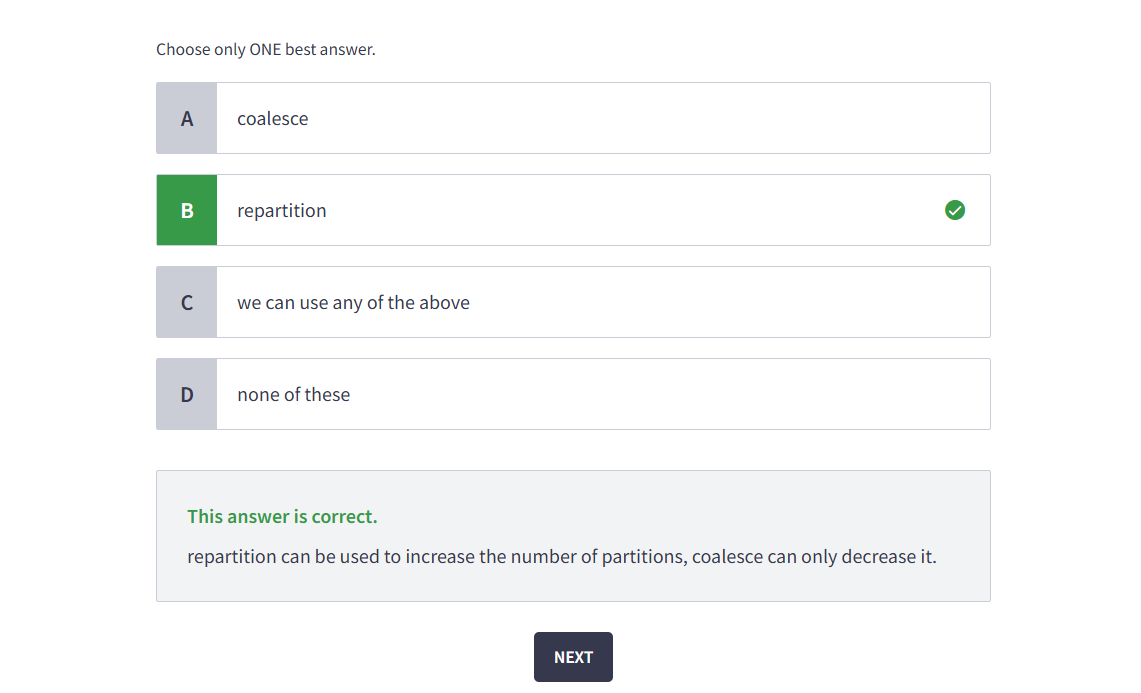 Choose only ONE best answer.
A
coalesce
B
repartition
C
we can use any of the above
D
none of these
This answer is correct.
repartition can be used to increase the number of partitions, coalesce can only decrease it.
NEXT